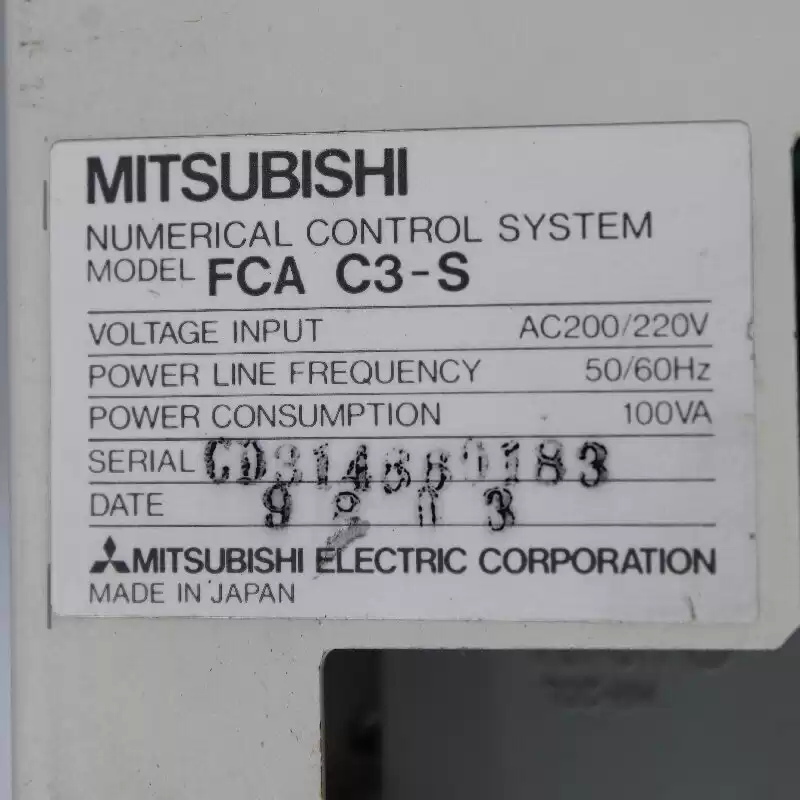 MITSUBISHI
NUMERICAL CONTROL SYSTEM
MODEL FCA C3-S
VOLTAGE INPUT AC200/220V
POWER LINE FREQUENCY 50/60Hz
POWER CONSUMPTION 100VA
SERIAL
DATE
MITSUBISHI ELECTRIC CORPORATION
MADE IN JAPAN